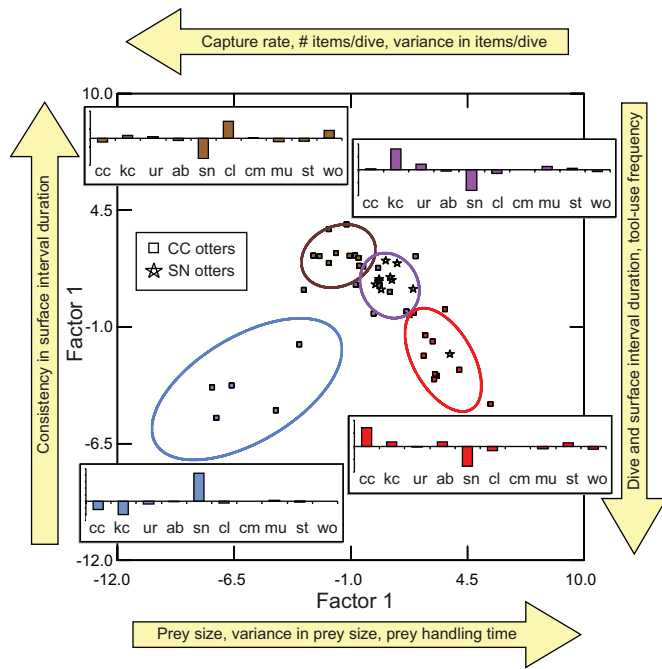 Capture rate, # items/dive, variance in items/dive
10.0
4.5
-1.0
-6.5
-12.0
Factor 1
Consistency in surface interval duration
Dive and surface interval duration, tool-use frequency
cc kc ur ab sn cl cm mu st wo
cc kc ur ab sn cl cm mu st wo
CC otters
SN otters
cc kc ur ab sn cl cm mu st wo
cc kc ur ab sn cl cm mu st wo
-12.0 -6.5 -1.0 4.5 10.0
Factor 1
Prey size, variance in prey size, prey handling time